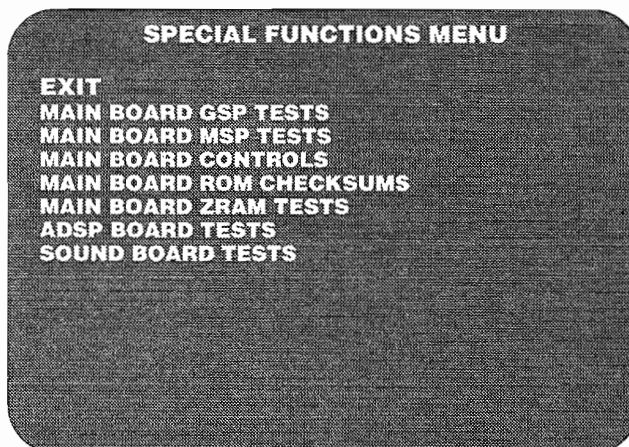 SPECIAL FUNCTIONS MENU
EXIT
MAIN BOARD GSP TESTS
MAIN BOARD MSP TESTS
MAIN BOARD CONTROLS
MAIN BOARD ROM CHECKSUMS
MAIN BOARD ZRAM TESTS
ADSP BOARD TESTS
SOUND BOARD TESTS